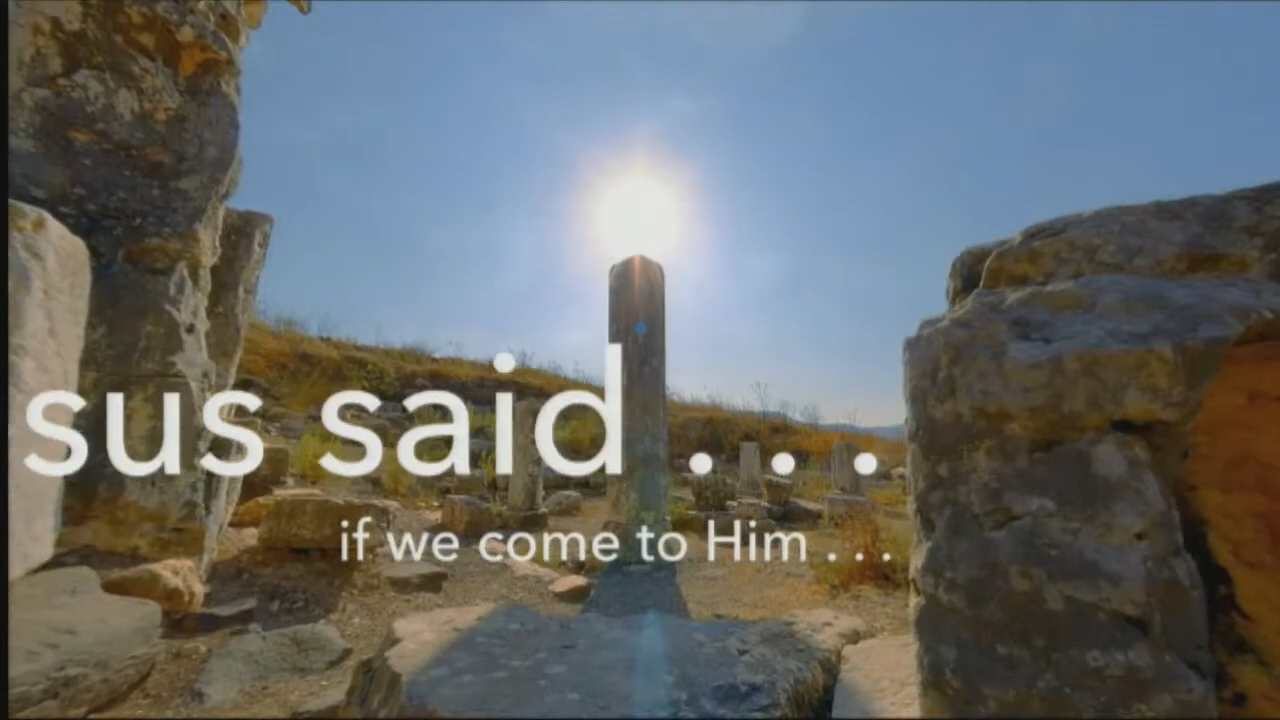 sus said . . .
if we come to Him . . .